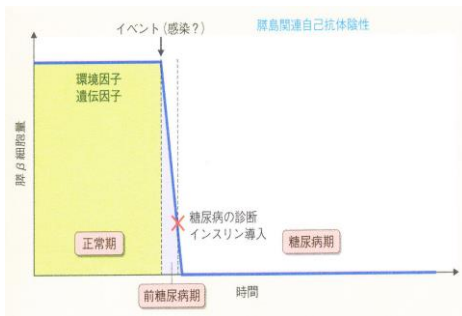 イベント(感染?)
膵島関連自己抗体陰性
環境因子
遺伝因子
膵β細胞量
糖尿病の診断
インスリン導入
正常期
糖尿病期
前糖尿病期
時間